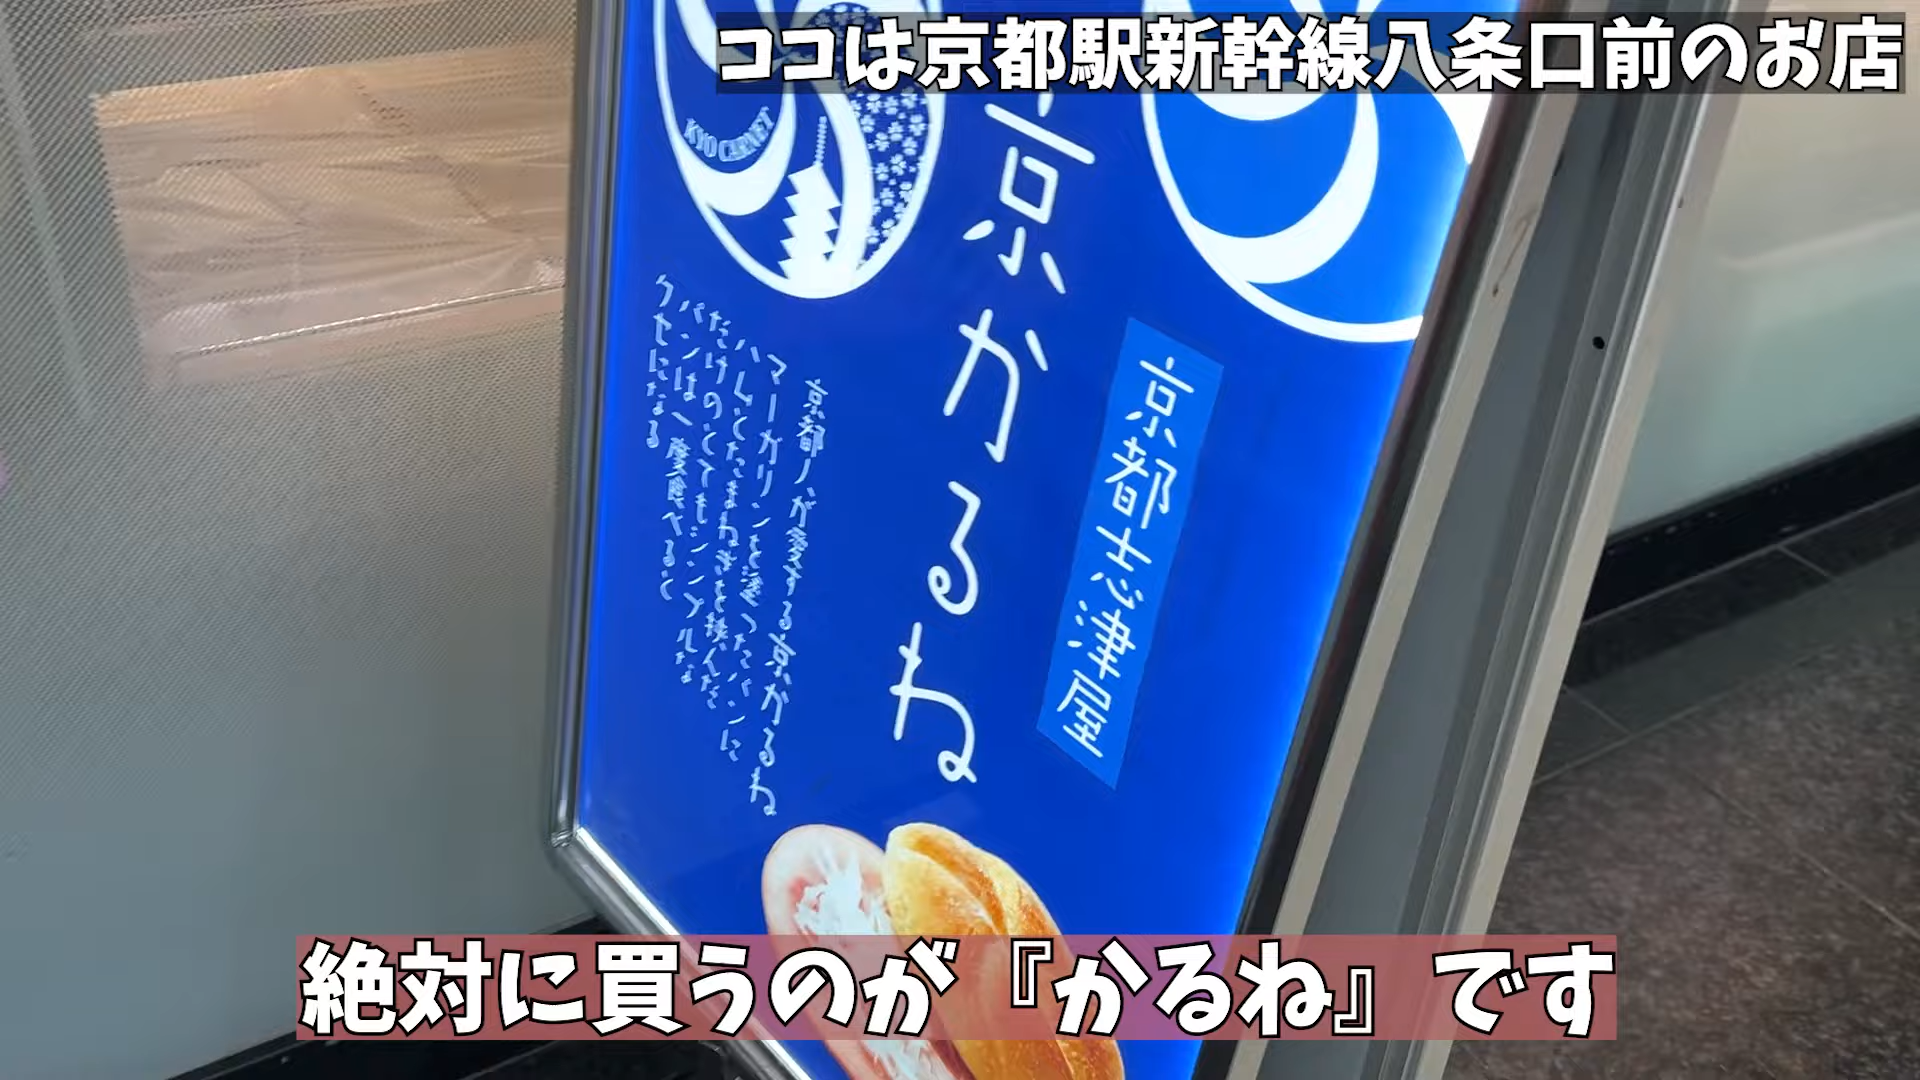 ココは京都駅新幹線八条口前のお店
KYO CARNET
京都志津屋
京かるね
京都人が愛する京かるね
マーガリンを塗ったパンに
ハムとたまねぎを挟んだ
だけのとてもシンプルな
パンは、一度食べると
クセになる
絶対に買うのが『かるね』です